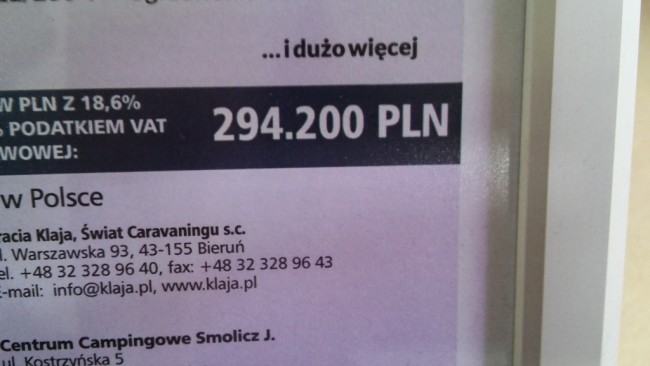 ...i dużo więcej
W PLN Z 18,6%
% PODATKIEM VAT
WOWEJ:
294.200 PLN
w Polsce
racia Klaja, Świat Caravaningu s.c.
l. Warszawska 93, 43-155 Bieruń
el. +48 32 328 96 40, fax: +48 32 328 96 43
E-mail: info@klaja.pl, www.klaja.pl
Centrum Campingowe Smolicz J.
ul. Kostrzyńska 5